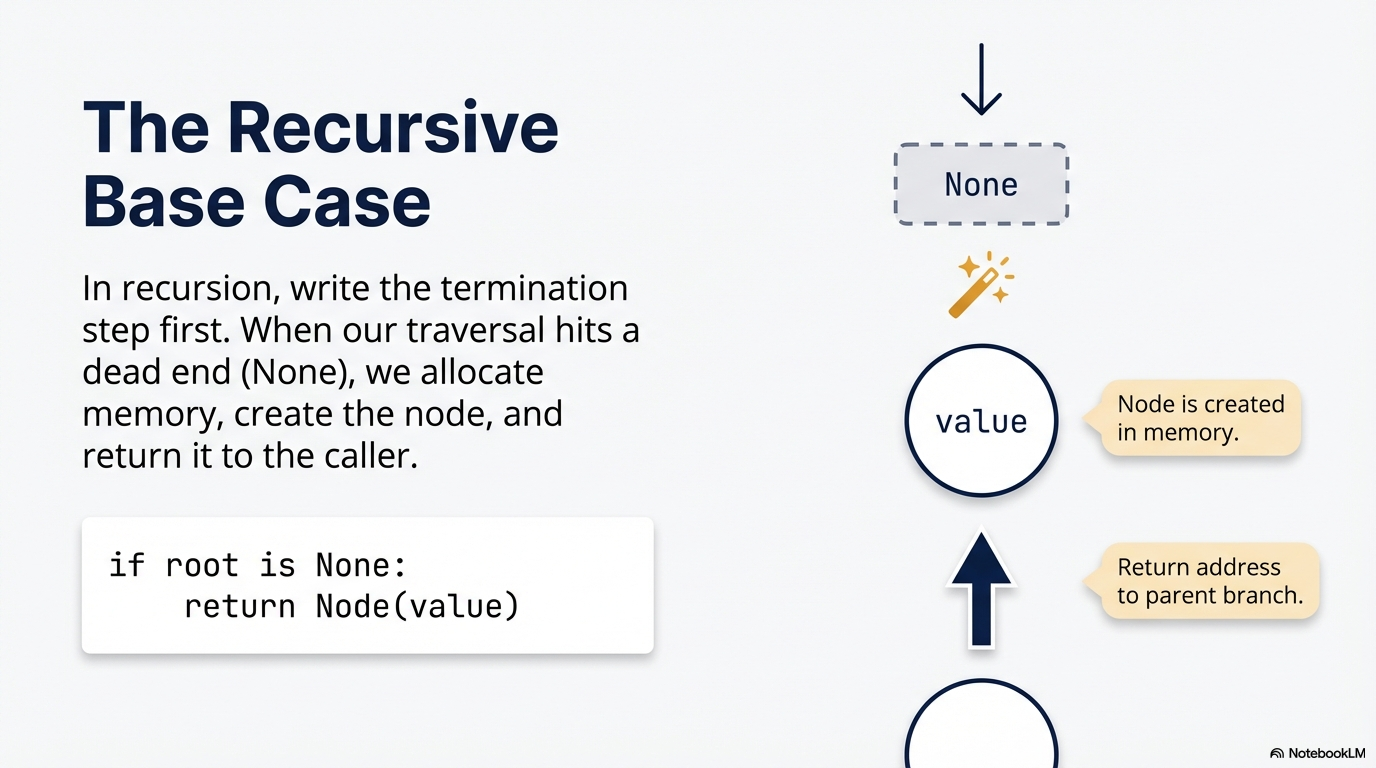 The Recursive
Base Case
In recursion, write the termination
step first. When our traversal hits a
dead end (None), we allocate
memory, create the node, and
return it to the caller.
if root is None:
    return Node(value)
None
value
Node is created
in memory.
Return address
to parent branch.
NotebookLM